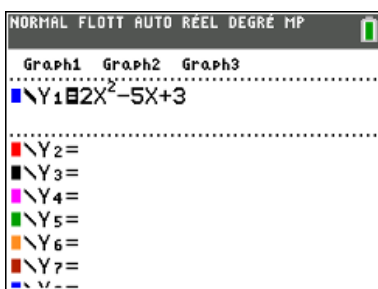 NORMAL FLOTT AUTO RÉEL DEGRÉ MP
Graph1 Graph2 Graph3
\Y1=2X²-5X+3
\Y2=
\Y3=
\Y4=
\Y5=
\Y6=
\Y7=